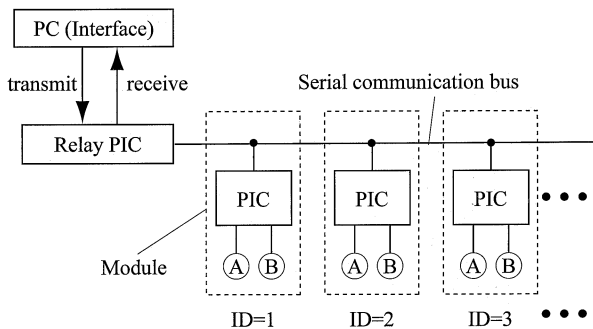 PC (Interface)
transmit
receive
Serial communication bus
Relay PIC
PIC
PIC
PIC
A
B
A
B
A
B
Module
ID=1
ID=2
ID=3